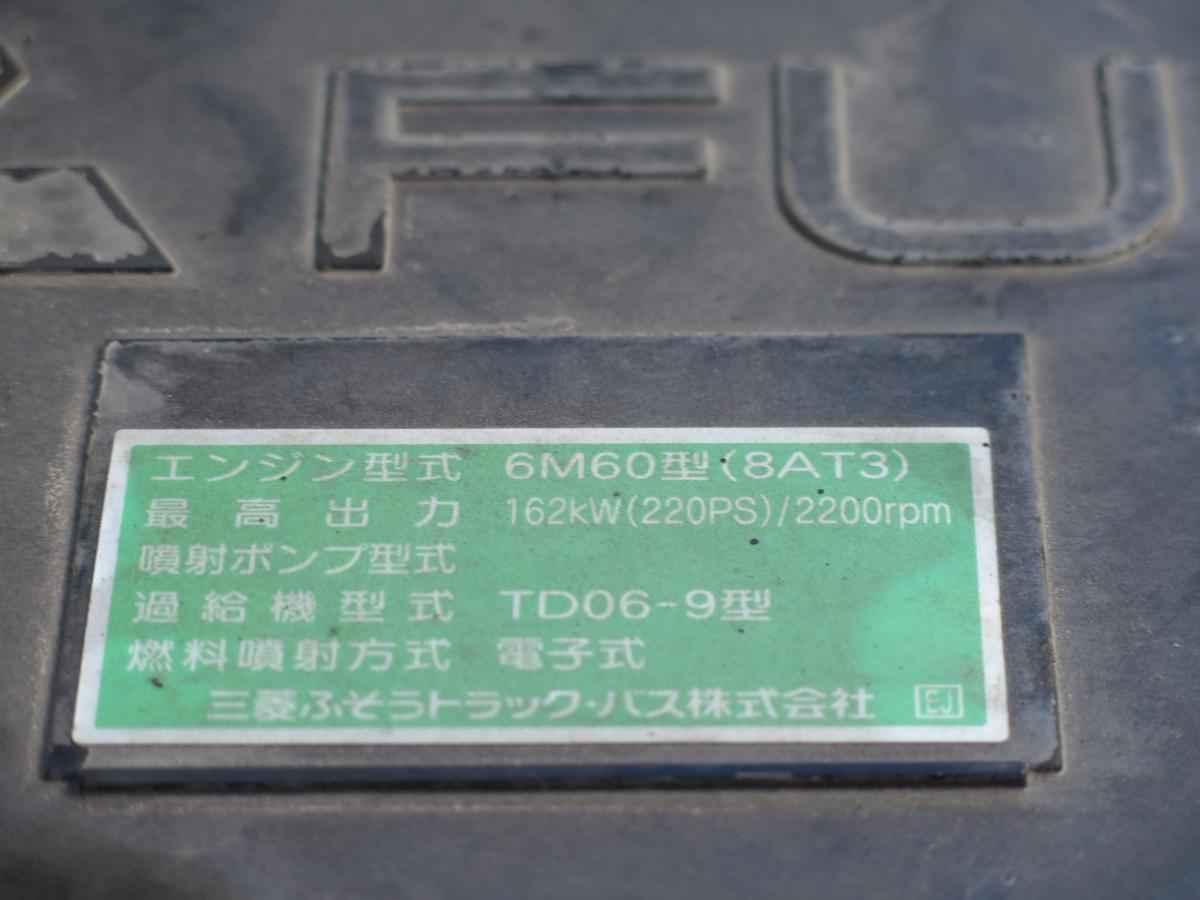 FU
エンジン型式 6M60型(8AT3)
最高出力 162kW(220PS)/2200rpm
噴射ポンプ型式
過給機型式 TD06-9型
燃料噴射方式 電子式
三菱ふそうトラック・バス株式会社 EJ